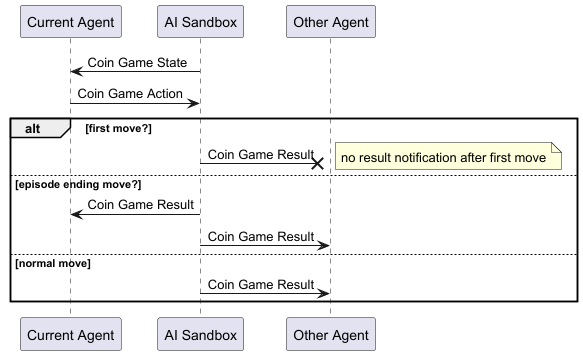 Current Agent AI Sandbox Other Agent
Coin Game State
Coin Game Action
alt [first move?]
Coin Game Result no result notification after first move
[episode ending move?]
Coin Game Result
Coin Game Result
[normal move]
Coin Game Result
Current Agent AI Sandbox Other Agent